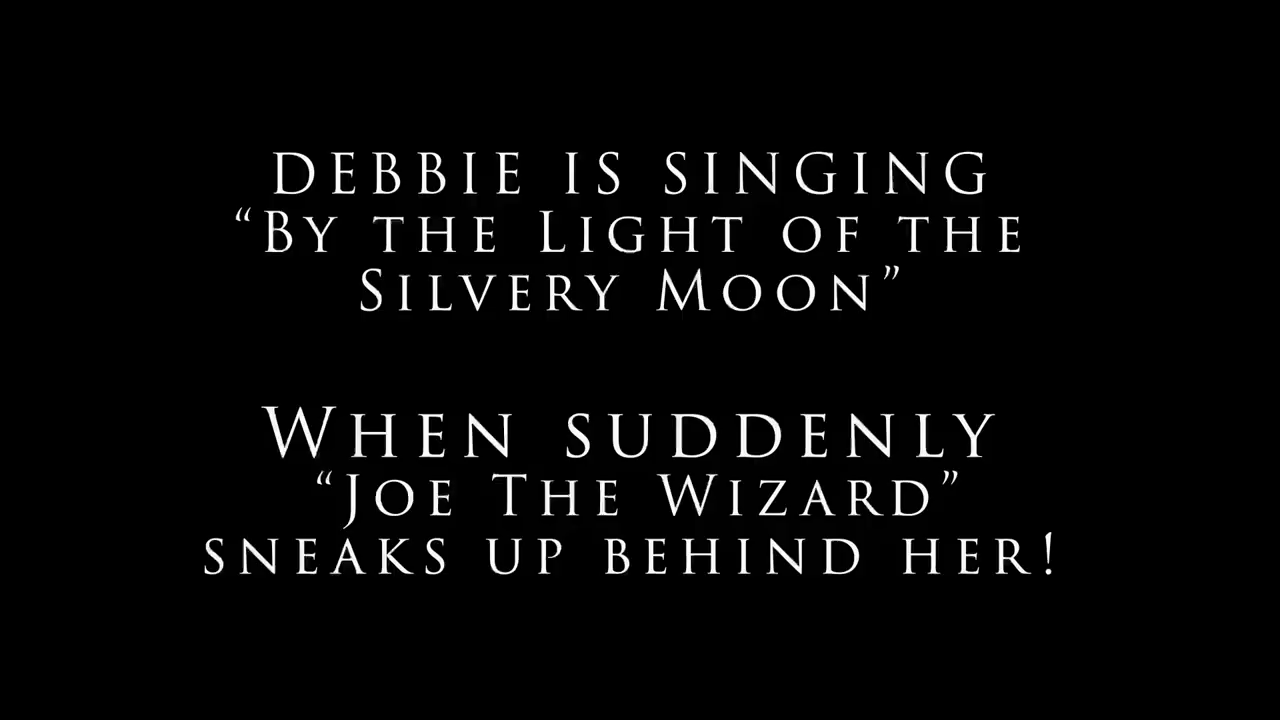 DEBBIE IS SINGING
“By the Light of the
Silvery Moon”
When suddenly
“Joe The Wizard”
sneaks up behind her!